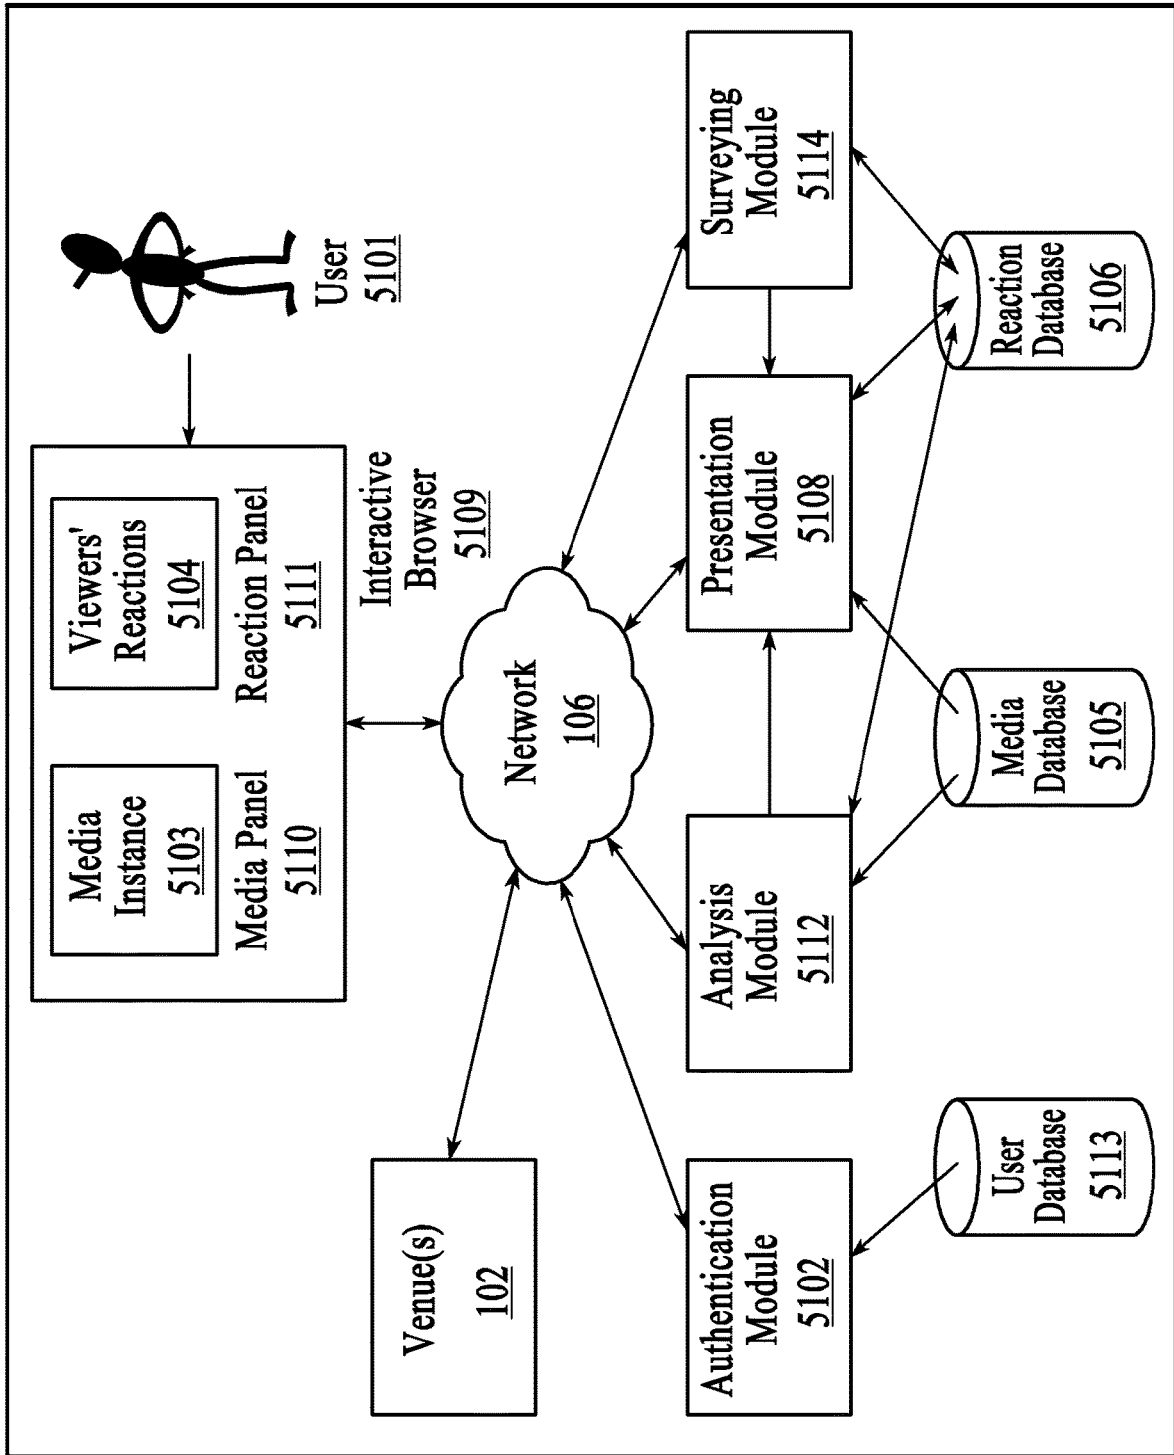 User
5101
Media
Instance
5103
Media Panel
5110
Viewers'
Reactions
5104
Reaction Panel
5111
Interactive
Browser
5109
Venue(s)
102
Network
106
Authentication
Module
5102
Analysis
Module
5112
Presentation
Module
5108
Surveying
Module
5114
User
Database
5113
Media
Database
5105
Reaction
Database
5106